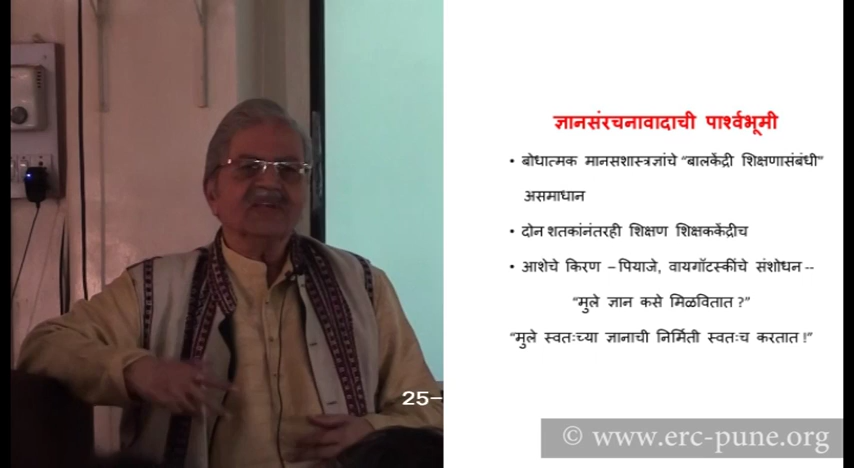 ज्ञानसंरचनावादाची पार्श्वभूमी
• बोधात्मक मानसशास्त्रज्ञांचे “बालकेंद्री शिक्षणासंबंधी”
असमाधान
• दोन शतकांनंतरही शिक्षण शिक्षककेंद्रीच
• आशेचे किरण – पियाजे, वायगॉटस्कींचे संशोधन --
“मुले ज्ञान कसे मिळवितात ?”
“मुले स्वतःच्या ज्ञानाची निर्मिती स्वतःच करतात !”
25-
© www.erc-pune.org